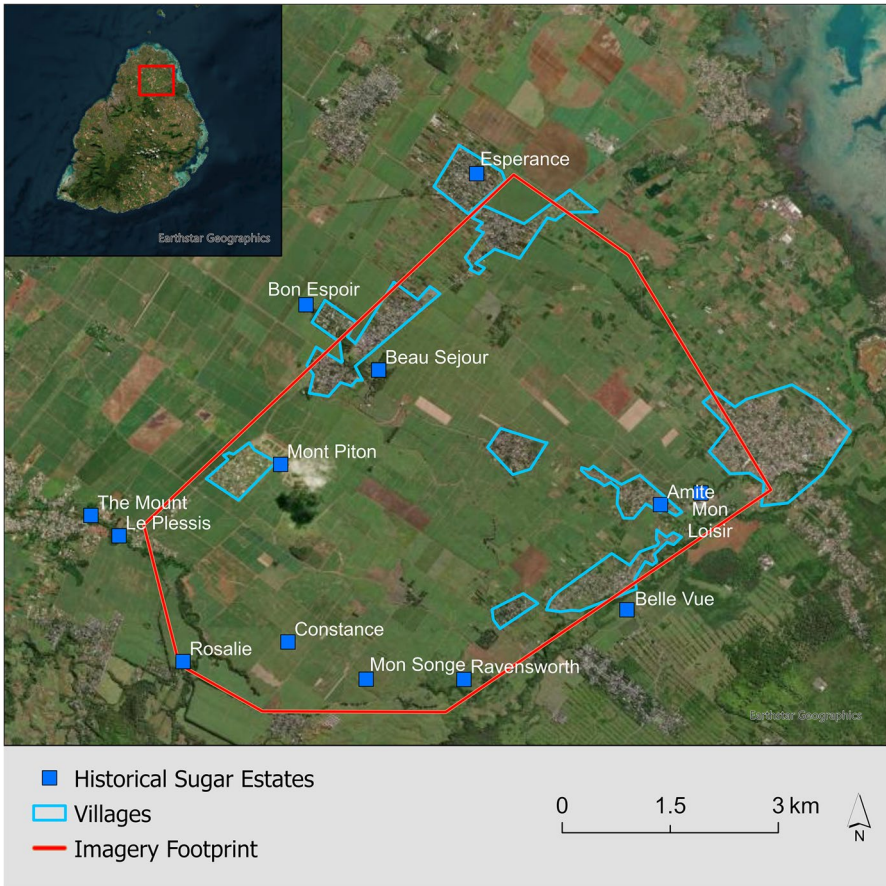 Earthstar Geographics
Esperance
Bon Espoir
Beau Sejour
Mont Piton
The Mount
Le Plessis
Amite
Mon
Loisir
Belle Vue
Constance
Rosalie
Mon Songe
Ravensworth
Earthstar Geographics
Historical Sugar Estates
Villages
Imagery Footprint
0 1.5 3 km
N